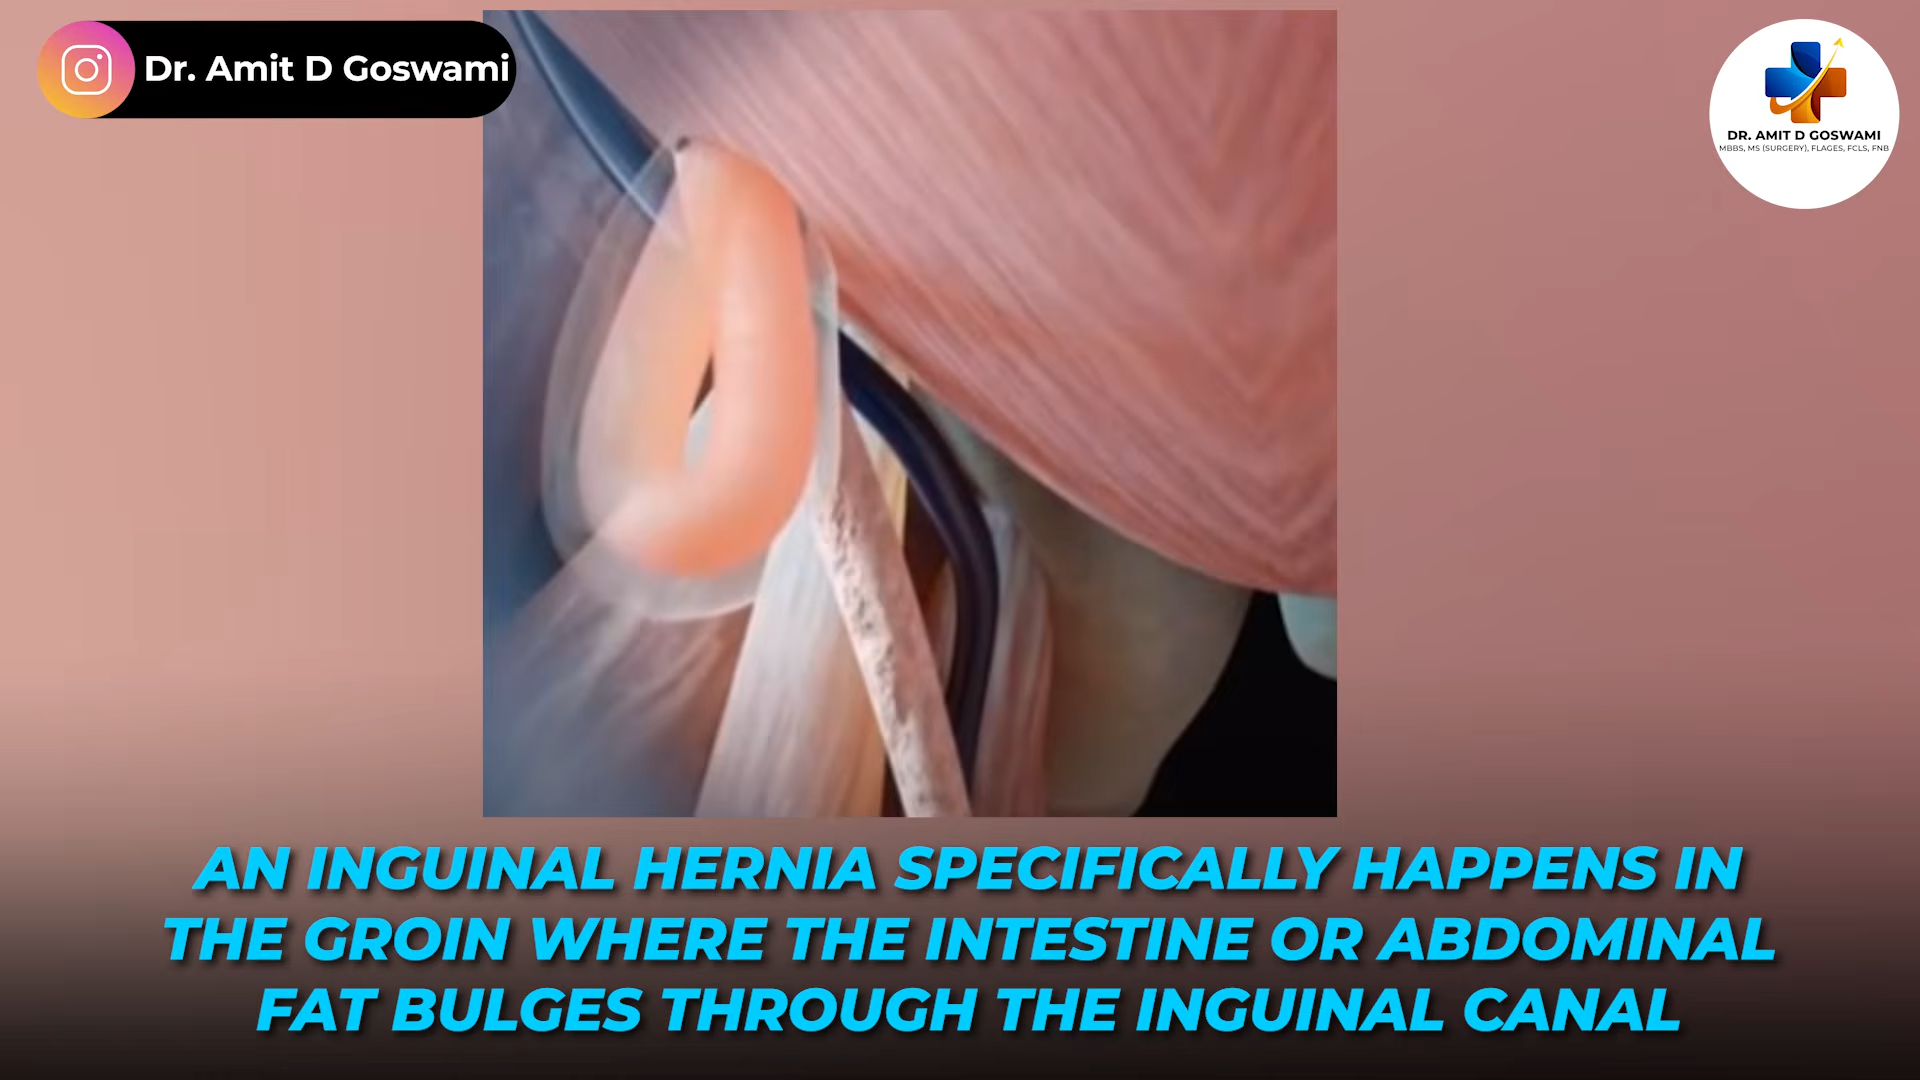 Dr. Amit D Goswami
DR. AMIT D GOSWAMI
MBBS, MS (SURGERY), FLAGES, FCLS, FNB
AN INGUINAL HERNIA SPECIFICALLY HAPPENS IN
THE GROIN WHERE THE INTESTINE OR ABDOMINAL
FAT BULGES THROUGH THE INGUINAL CANAL